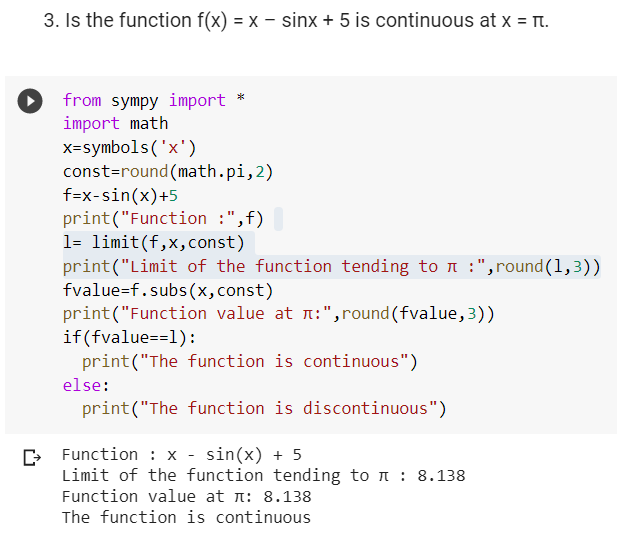 3. Is the function f(x) = x − sinx + 5 is continuous at x = π.
from sympy import *
import math
x=symbols('x')
const=round(math.pi,2)
f=x-sin(x)+5
print("Function :",f)
l= limit(f,x,const)
print("Limit of the function tending to π :",round(l,3))
fvalue=f.subs(x,const)
print("Function value at π:",round(fvalue,3))
if(fvalue==l):
  print("The function is continuous")
else:
  print("The function is discontinuous")
Function : x - sin(x) + 5
Limit of the function tending to π : 8.138
Function value at π: 8.138
The function is continuous